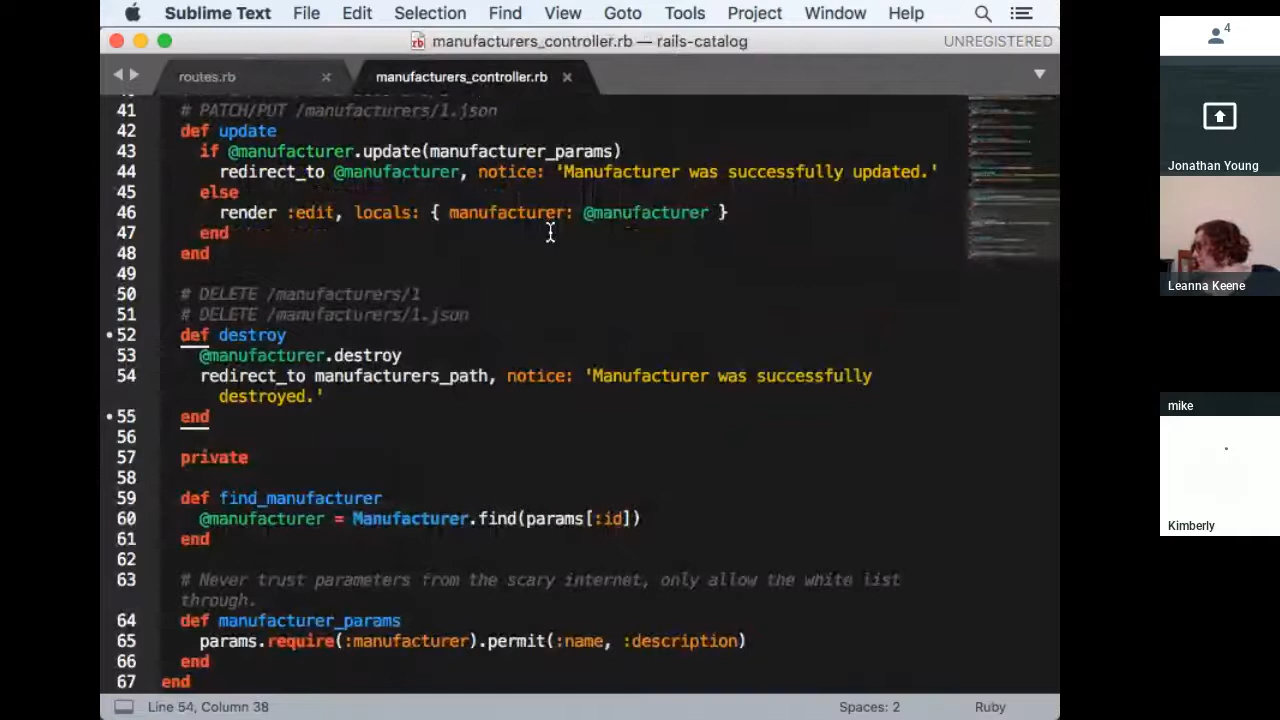 Sublime Text File Edit Selection Find View Goto Tools Project Window Help
manufacturers_controller.rb — rails-catalog UNREGISTERED
routes.rb manufacturers_controller.rb
41 # PATCH/PUT /manufacturers/1.json
42 def update
43 if @manufacturer.update(manufacturer_params)
44 redirect_to @manufacturer, notice: 'Manufacturer was successfully updated.'
45 else
46 render :edit, locals: { manufacturer: @manufacturer }
47 end
48 end
49
50 # DELETE /manufacturers/1
51 # DELETE /manufacturers/1.json
52 def destroy
53 @manufacturer.destroy
54 redirect_to manufacturers_path, notice: 'Manufacturer was successfully
destroyed.'
55 end
56
57 private
58
59 def find_manufacturer
60 @manufacturer = Manufacturer.find(params[:id])
61 end
62
63 # Never trust parameters from the scary internet, only allow the white list
through.
64 def manufacturer_params
65 params.require(:manufacturer).permit(:name, :description)
66 end
67 end
Line 54, Column 38 Spaces: 2 Ruby
4
Jonathan Young
Leanna Keene
mike
Kimberly